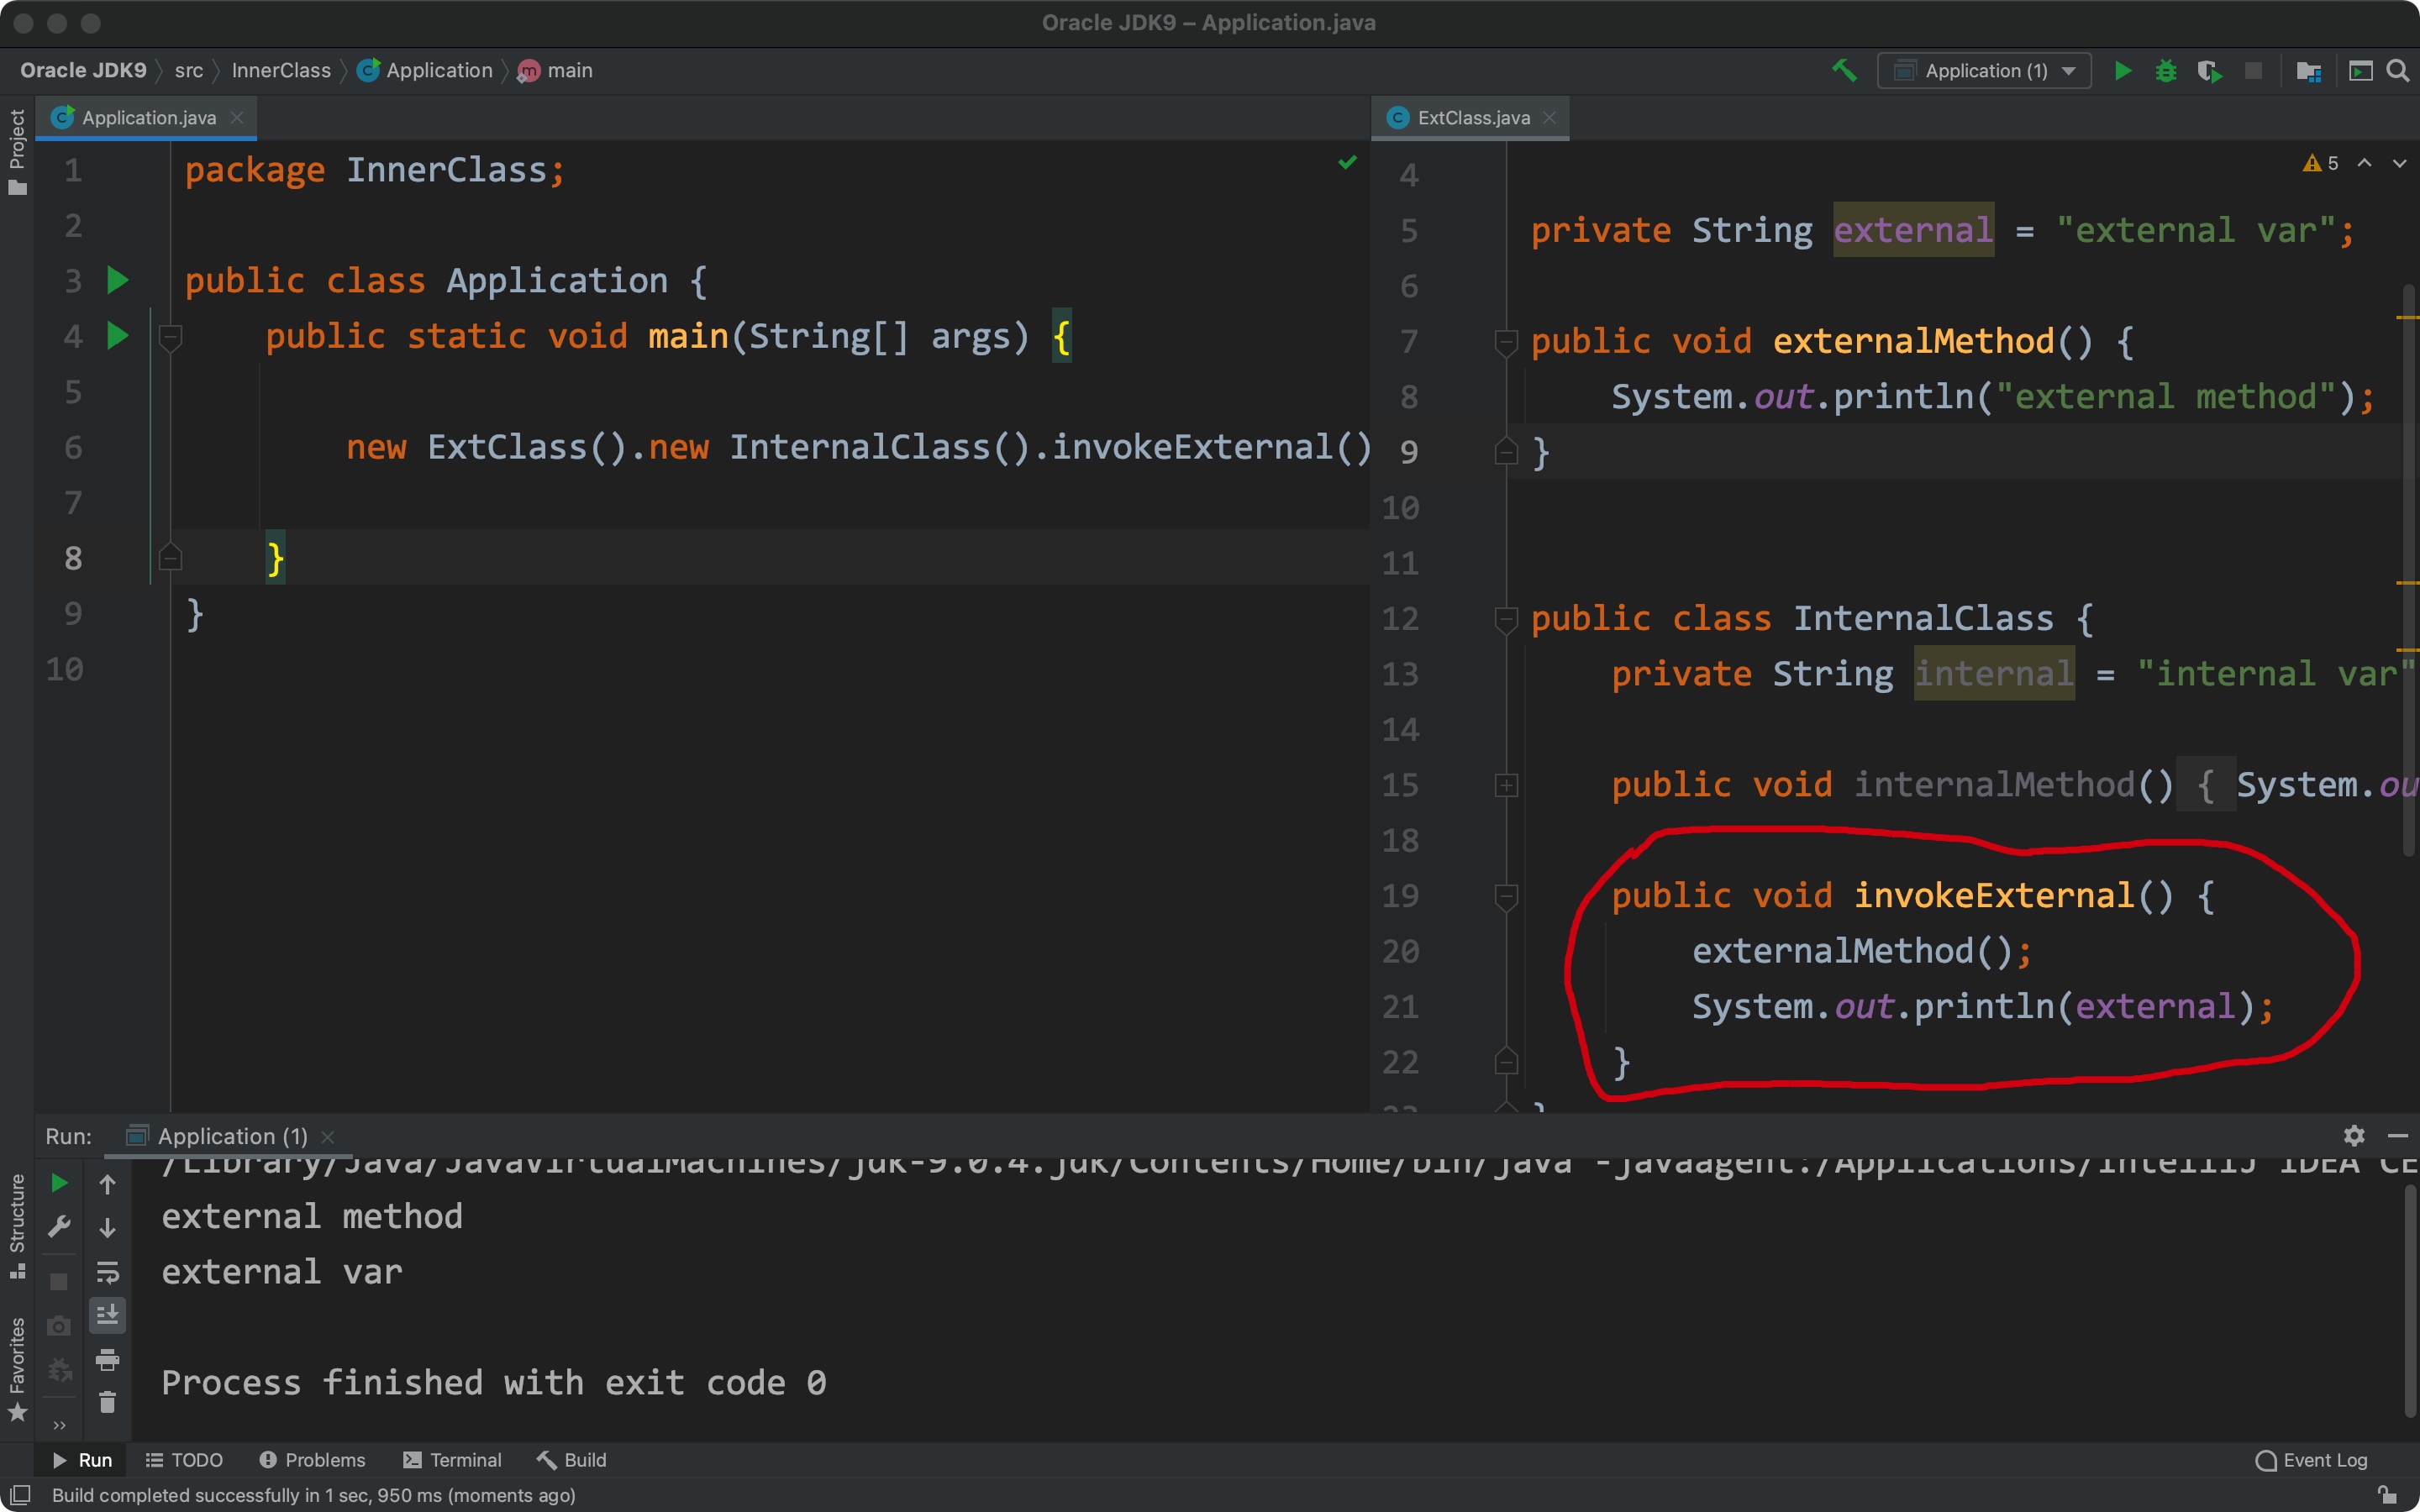 Oracle JDK9 – Application.java
Oracle JDK9 src InnerClass Application main
Application (1)
Project
Application.java
ExtClass.java
1 package InnerClass;
2
3 public class Application {
4 public static void main(String[] args) {
5
6 new ExtClass().new InternalClass().invokeExternal()
7
8 }
9 }
10
5
4
5 private String external = "external var";
6
7 public void externalMethod() {
8 System.out.println("external method");
9 }
10
11
12 public class InternalClass {
13 private String internal = "internal var"
14
15 public void internalMethod() { System.ou
18
19 public void invokeExternal() {
20 externalMethod();
21 System.out.println(external);
22 }
}
Run: Application (1)
/Library/Java/JavaVirtualMachines/jdk-9.0.4.jdk/Contents/Home/bin/java -javaagent:/Applications/IntelliJ IDEA CE
external method
external var
Process finished with exit code 0
Structure
Favorites
Run TODO Problems Terminal Build Event Log
Build completed successfully in 1 sec, 950 ms (moments ago)